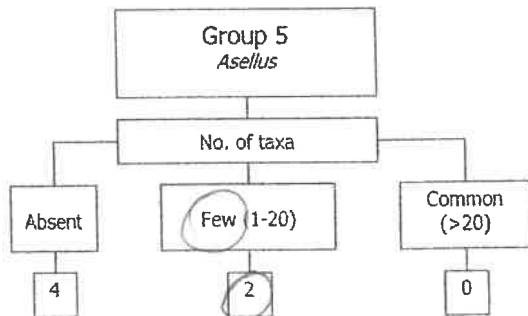 Group 5
Asellus
No. of taxa
Absent
Few (1-20)
Common
(>20)
4
2
0